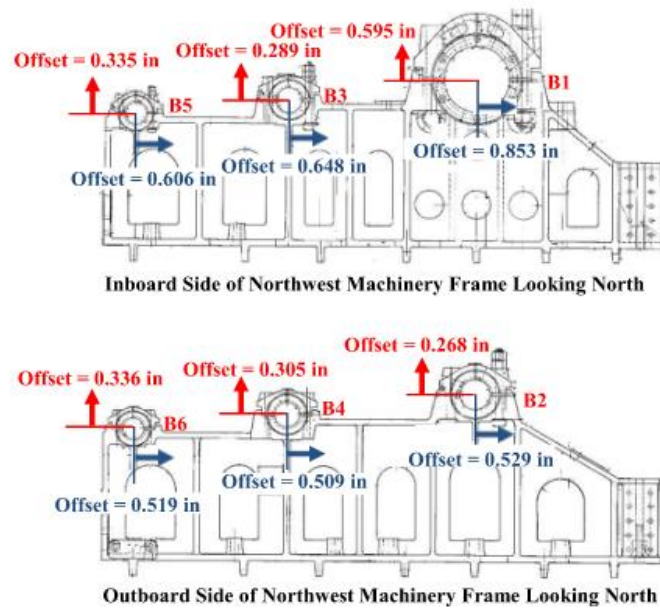 Offset = 0.595 in
Offset = 0.289 in
Offset = 0.335 in
B5
B3
B1
Offset = 0.606 in
Offset = 0.648 in
Offset = 0.853 in
Inboard Side of Northwest Machinery Frame Looking North
Offset = 0.268 in
Offset = 0.305 in
Offset = 0.336 in
B6
B4
B2
Offset = 0.519 in
Offset = 0.509 in
Offset = 0.529 in
Outboard Side of Northwest Machinery Frame Looking North